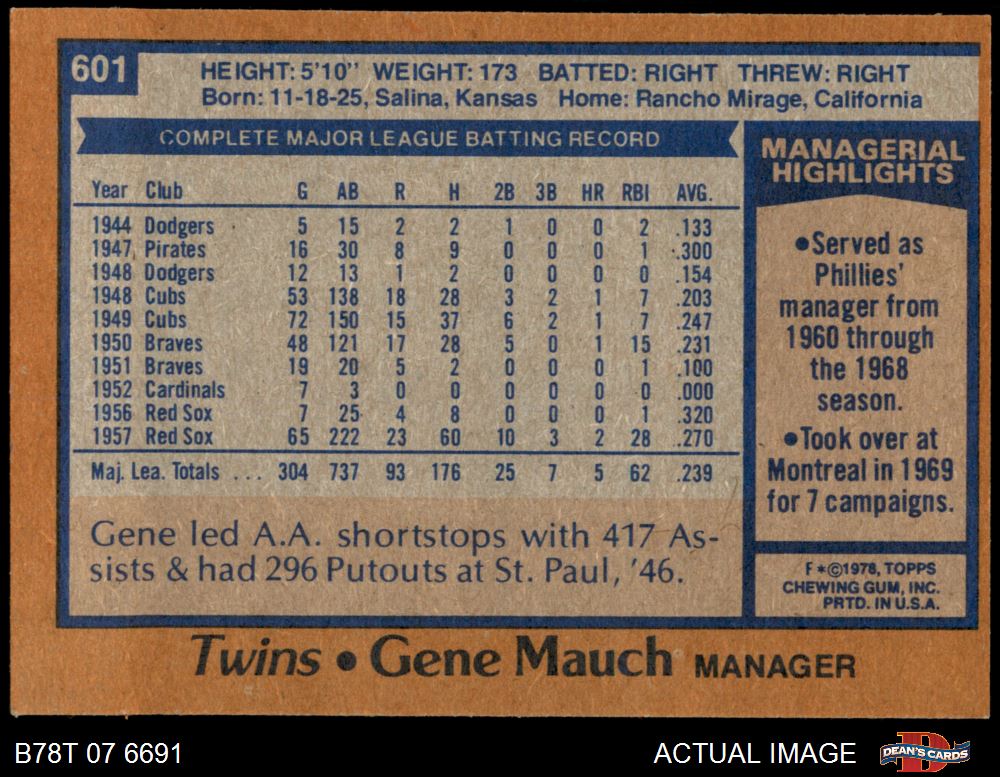 601
HEIGHT: 5'10" WEIGHT: 173 BATTED: RIGHT THREW: RIGHT
Born: 11-18-25, Salina, Kansas Home: Rancho Mirage, California
COMPLETE MAJOR LEAGUE BATTING RECORD
Year Club G AB R H 2B 3B HR RBI AVG.
1944 Dodgers 5 15 2 2 1 0 0 2 .133
1947 Pirates 16 30 8 9 0 0 0 1 .300
1948 Dodgers 12 13 1 2 0 0 0 0 .154
1948 Cubs 53 138 18 28 3 2 1 7 .203
1949 Cubs 72 150 15 37 6 2 1 7 .247
1950 Braves 48 121 17 28 5 0 1 15 .231
1951 Braves 19 20 5 2 0 0 0 1 .100
1952 Cardinals 7 3 0 0 0 0 0 0 .000
1956 Red Sox 7 25 4 8 0 0 0 1 .320
1957 Red Sox 65 222 23 60 10 3 2 28 .270
Maj. Lea. Totals ... 304 737 93 176 25 7 5 62 .239
Gene led A.A. shortstops with 417 As-
sists & had 296 Putouts at St. Paul, '46.
MANAGERIAL
HIGHLIGHTS
●Served as
Phillies'
manager from
1960 through
the 1968
season.
●Took over at
Montreal in 1969
for 7 campaigns.
F*©1978, TOPPS
CHEWING GUM, INC.
PRTD. IN U.S.A.
Twins • Gene Mauch MANAGER
B78T 07 6691
ACTUAL IMAGE
DEAN'S CARDS